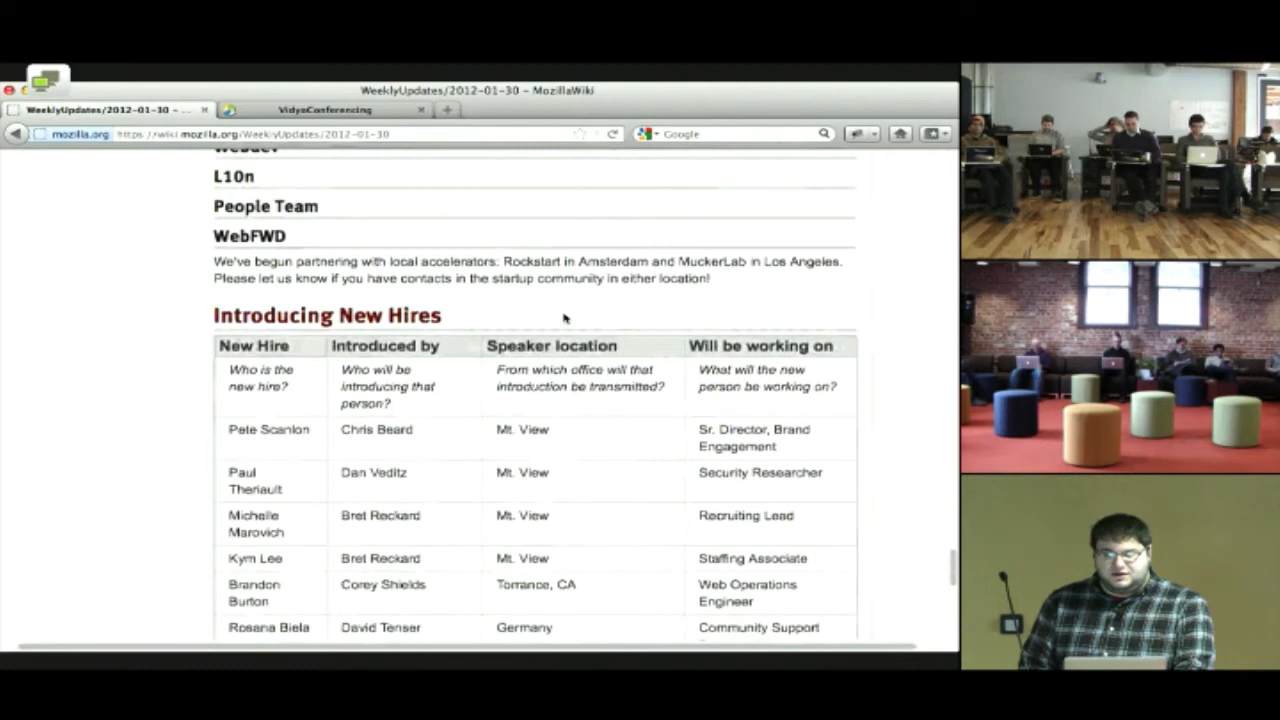 WeeklyUpdates/2012-01-30 – MozillaWiki
WeeklyUpdates/2012-01-30 – ...
VidyoConferencing
mozilla.org
https://wiki.mozilla.org/WeeklyUpdates/2012-01-30
Google
Webdev
L10n
People Team
WebFWD
We've begun partnering with local accelerators: Rockstart in Amsterdam and MuckerLab in Los Angeles.
Please let us know if you have contacts in the startup community in either location!
Introducing New Hires
New Hire Introduced by Speaker location Will be working on
Who is the new hire? Who will be introducing that person? From which office will that introduction be transmitted? What will the new person be working on?
Pete Scanlon Chris Beard Mt. View Sr. Director, Brand Engagement
Paul Theriault Dan Veditz Mt. View Security Researcher
Michelle Marovich Bret Reckard Mt. View Recruiting Lead
Kym Lee Bret Reckard Mt. View Staffing Associate
Brandon Burton Corey Shields Torrance, CA Web Operations Engineer
Rosana Biela David Tenser Germany Community Support